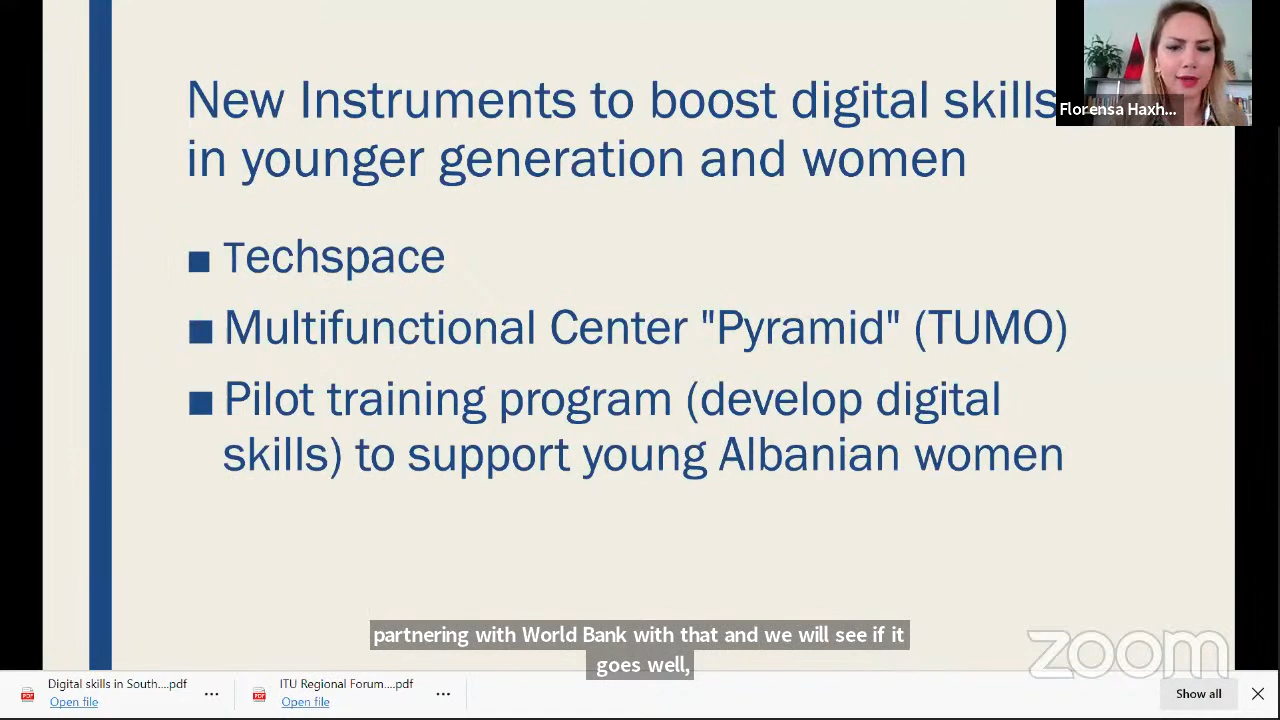 New Instruments to boost digital skills
in younger generation and women
■ Techspace
■ Multifunctional Center "Pyramid" (TUMO)
■ Pilot training program (develop digital
skills) to support young Albanian women
Florensa Haxh...
partnering with World Bank with that and we will see if it
goes well,
zoom
Digital skills in South....pdf
Open file
ITU Regional Forum....pdf
Open file
Show all